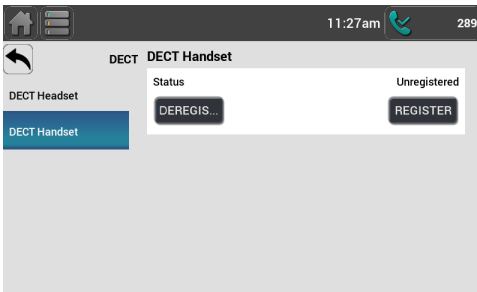 11:27am 289
DECT DECT Handset
DECT Headset
DECT Handset
Status Unregistered
DEREGIS... REGISTER